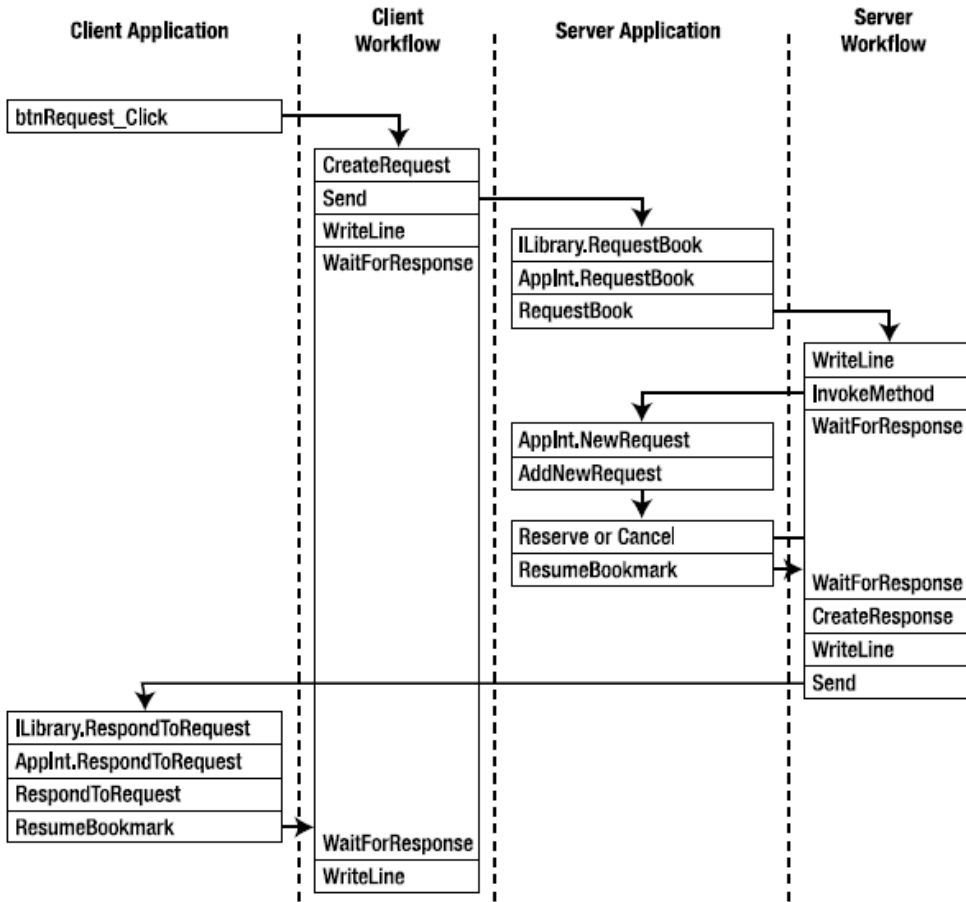 Client Application
Client
Workflow
Server Application
Server
Workflow
btnRequest_Click
CreateRequest
Send
WriteLine
WaitForResponse
ILibrary.RequestBook
AppInt.RequestBook
RequestBook
WriteLine
InvokeMethod
WaitForResponse
AppInt.NewRequest
AddNewRequest
Reserve or Cancel
ResumeBookmark
WaitForResponse
CreateResponse
WriteLine
Send
ILibrary.RespondToRequest
AppInt.RespondToRequest
RespondToRequest
ResumeBookmark
WaitForResponse
WriteLine